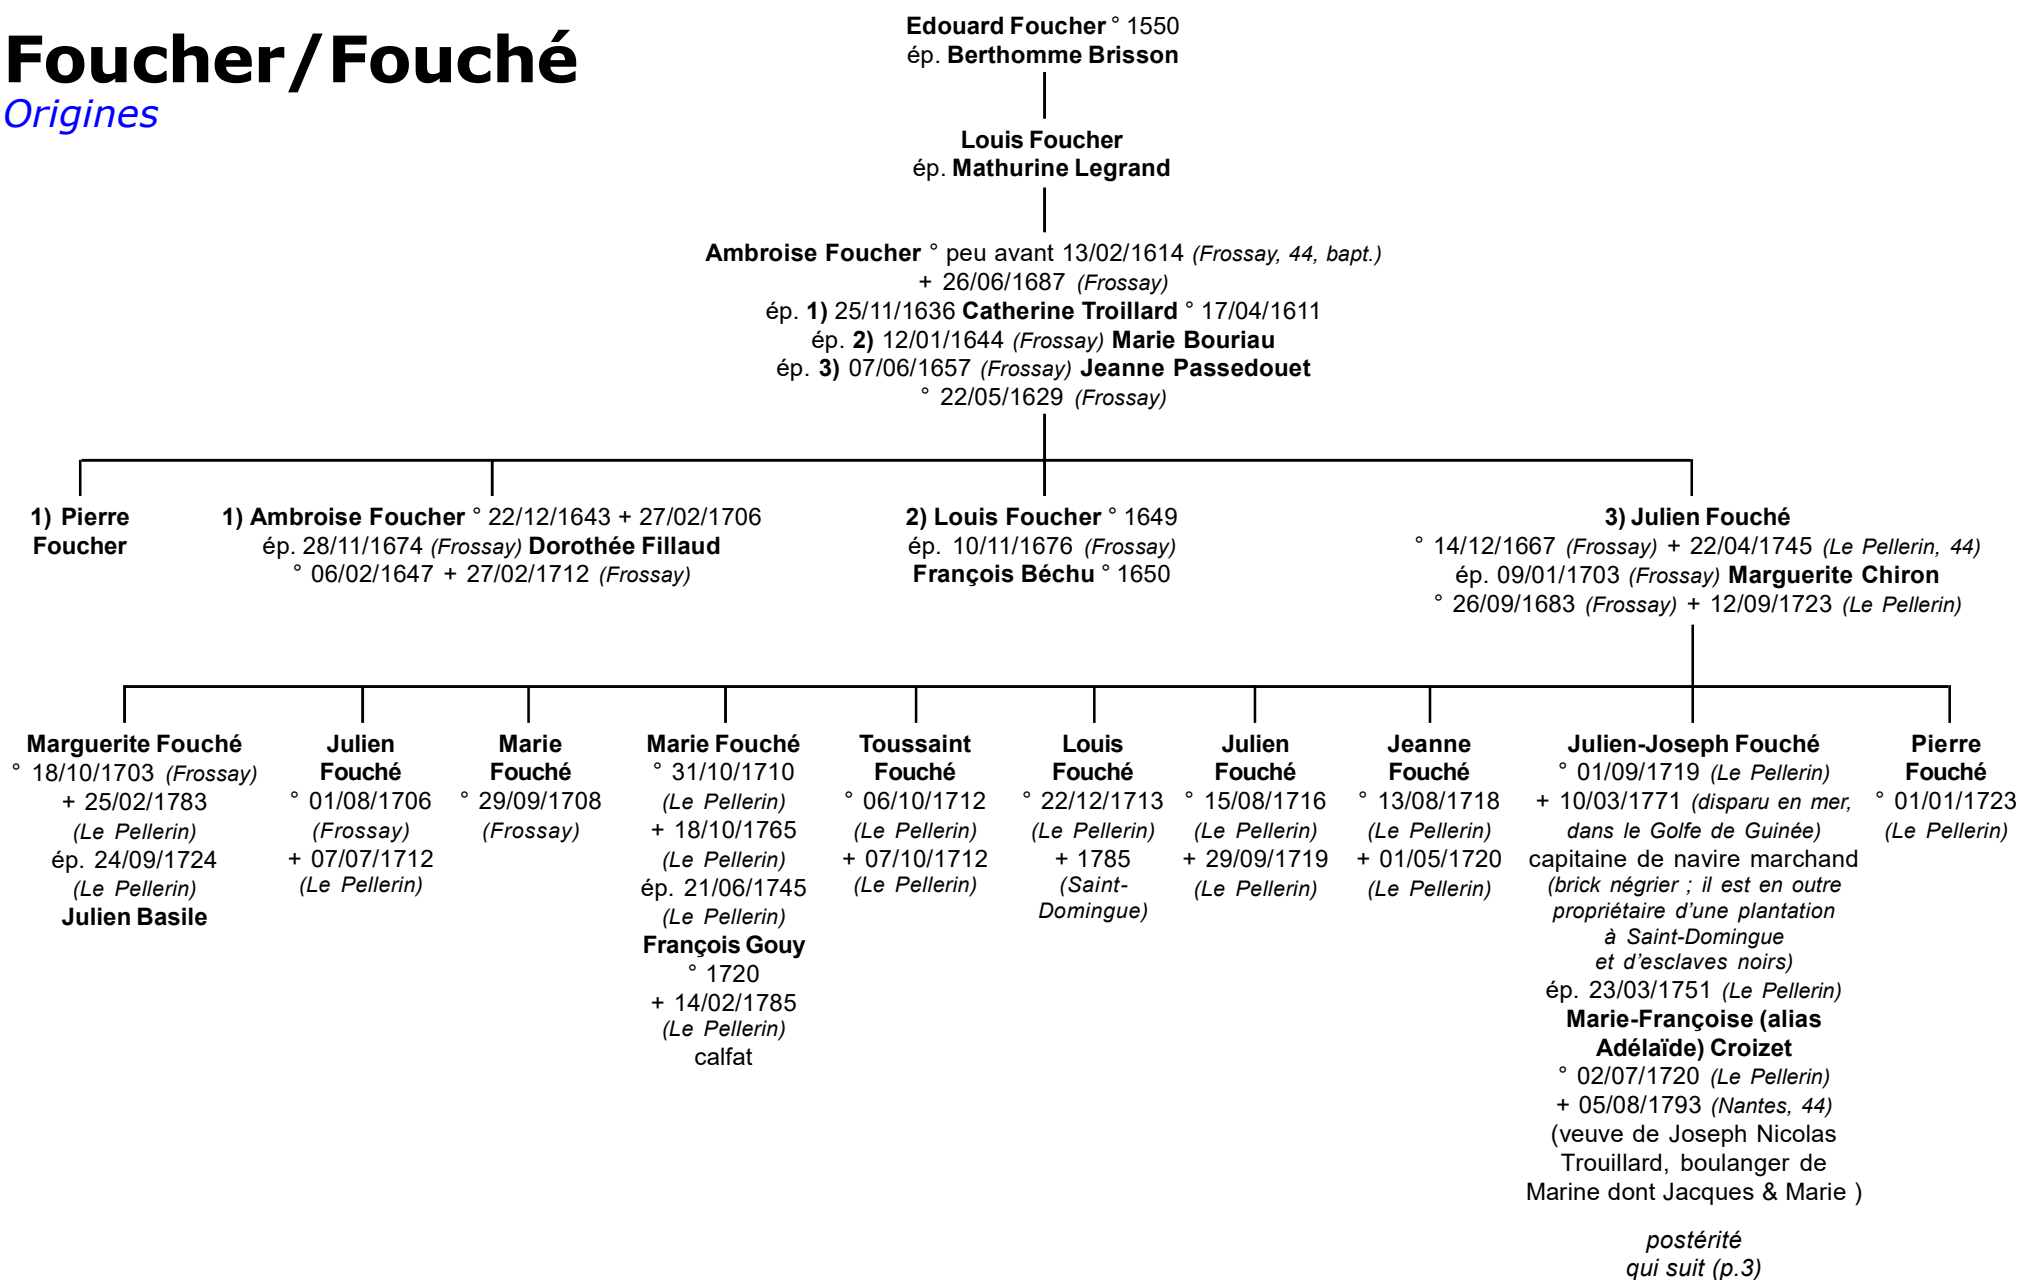 Foucher/Fouché
Origines
Edouard Foucher ° 1550
ép. Berthomme Brisson
Louis Foucher
ép. Mathurine Legrand
Ambroise Foucher ° peu avant 13/02/1614 (Frossay, 44, bapt.)
+ 26/06/1687 (Frossay)
ép. 1) 25/11/1636 Catherine Troillard ° 17/04/1611
ép. 2) 12/01/1644 (Frossay) Marie Bouriau
ép. 3) 07/06/1657 (Frossay) Jeanne Passedouet
° 22/05/1629 (Frossay)
1) Pierre
Foucher
1) Ambroise Foucher ° 22/12/1643 + 27/02/1706
ép. 28/11/1674 (Frossay) Dorothée Fillaud
° 06/02/1647 + 27/02/1712 (Frossay)
2) Louis Foucher ° 1649
ép. 10/11/1676 (Frossay)
François Béchu ° 1650
3) Julien Fouché
° 14/12/1667 (Frossay) + 22/04/1745 (Le Pellerin, 44)
ép. 09/01/1703 (Frossay) Marguerite Chiron
° 26/09/1683 (Frossay) + 12/09/1723 (Le Pellerin)
Marguerite Fouché
° 18/10/1703 (Frossay)
+ 25/02/1783
(Le Pellerin)
ép. 24/09/1724
(Le Pellerin)
Julien Basile
Julien
Fouché
° 01/08/1706
(Frossay)
+ 07/07/1712
(Le Pellerin)
Marie
Fouché
° 29/09/1708
(Frossay)
Marie Fouché
° 31/10/1710
(Le Pellerin)
+ 18/10/1765
(Le Pellerin)
ép. 21/06/1745
(Le Pellerin)
François Gouy
° 1720
+ 14/02/1785
(Le Pellerin)
calfat
Toussaint
Fouché
° 06/10/1712
(Le Pellerin)
+ 07/10/1712
(Le Pellerin)
Louis
Fouché
° 22/12/1713
(Le Pellerin)
+ 1785
(Saint-
Domingue)
Julien
Fouché
° 15/08/1716
(Le Pellerin)
+ 29/09/1719
(Le Pellerin)
Jeanne
Fouché
° 13/08/1718
(Le Pellerin)
+ 01/05/1720
(Le Pellerin)
Julien-Joseph Fouché
° 01/09/1719 (Le Pellerin)
+ 10/03/1771 (disparu en mer,
dans le Golfe de Guinée)
capitaine de navire marchand
(brick négrier ; il est en outre
propriétaire d'une plantation
à Saint-Domingue
et d'esclaves noirs)
ép. 23/03/1751 (Le Pellerin)
Marie-Françoise (alias
Adélaïde) Croizet
° 02/07/1720 (Le Pellerin)
+ 05/08/1793 (Nantes, 44)
(veuve de Joseph Nicolas
Trouillard, boulanger de
Marine dont Jacques & Marie )
postérité
qui suit (p.3)
Pierre
Fouché
° 01/01/1723
(Le Pellerin)